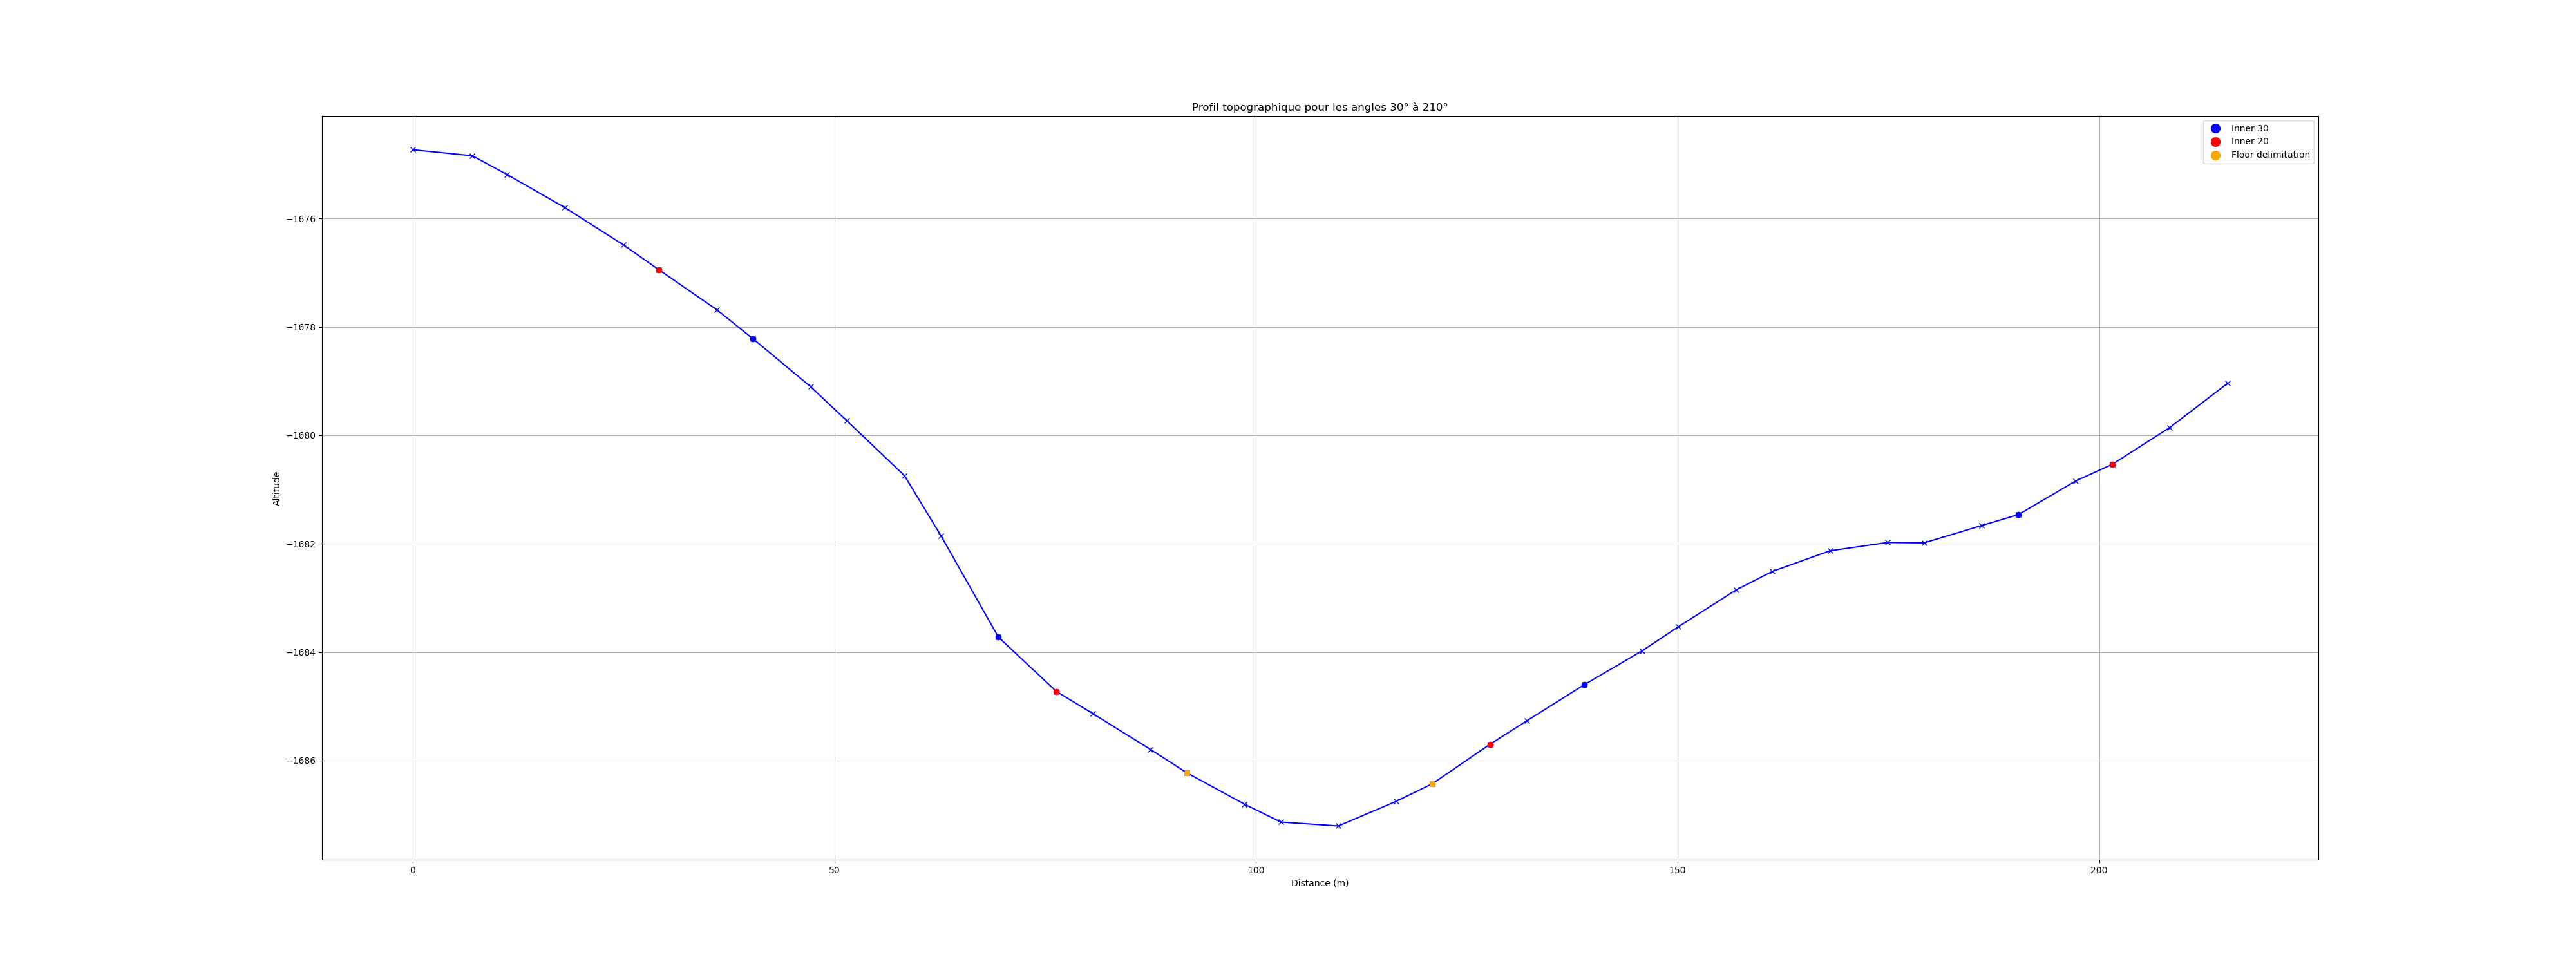 Profil topographique pour les angles 30° à 210°
Inner 30
Inner 20
Floor delimitation
−1676
−1678
−1680
−1682
−1684
−1686
Altitude
0 50 100 150 200
Distance (m)